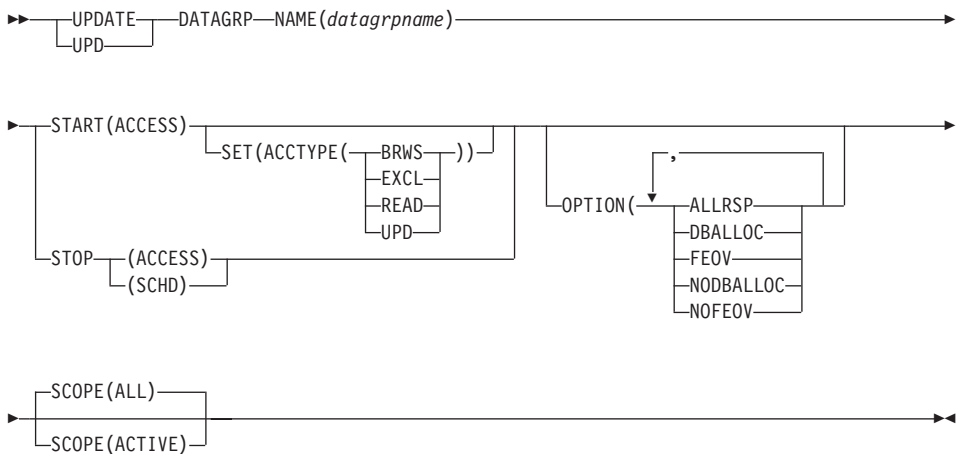 UPDATE DATAGRP NAME(datagrpname)
UPD
START(ACCESS)
SET(ACCTYPE( BRWS ))
EXCL
READ
UPD
,
OPTION( ALLRSP
DBALLOC
FEOV
NODBALLOC
NOFEOV
STOP (ACCESS)
(SCHD)
SCOPE(ALL)
SCOPE(ACTIVE)